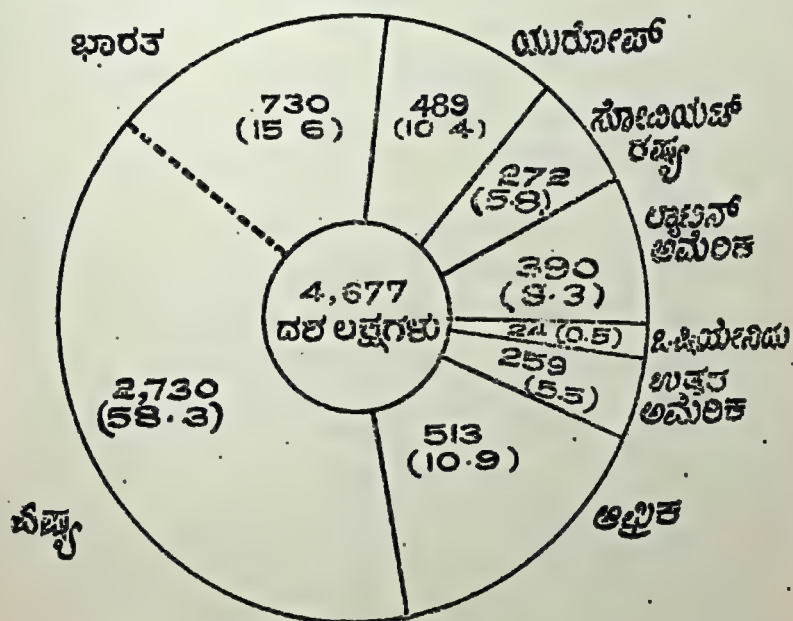 ಭಾರತ
730
(15 6)
ಯುರೋಪ್
489
(10 4)
ಸೋವಿಯಟ್
ರಷ್ಯ
272
(5.8)
ಲ್ಯಾಟಿನ್
ಅಮೆರಿಕ
390
(8.3)
4,677
ದಶ ಲಕ್ಷಗಳು
24 (0.5)
ಓಷಿಯೇನಿಯ
259
(5.5)
ಉತ್ತರ
ಅಮೆರಿಕ
2,730
(58.3)
513
(10.9)
ಏಷ್ಯ
ಆಫ್ರಿಕ